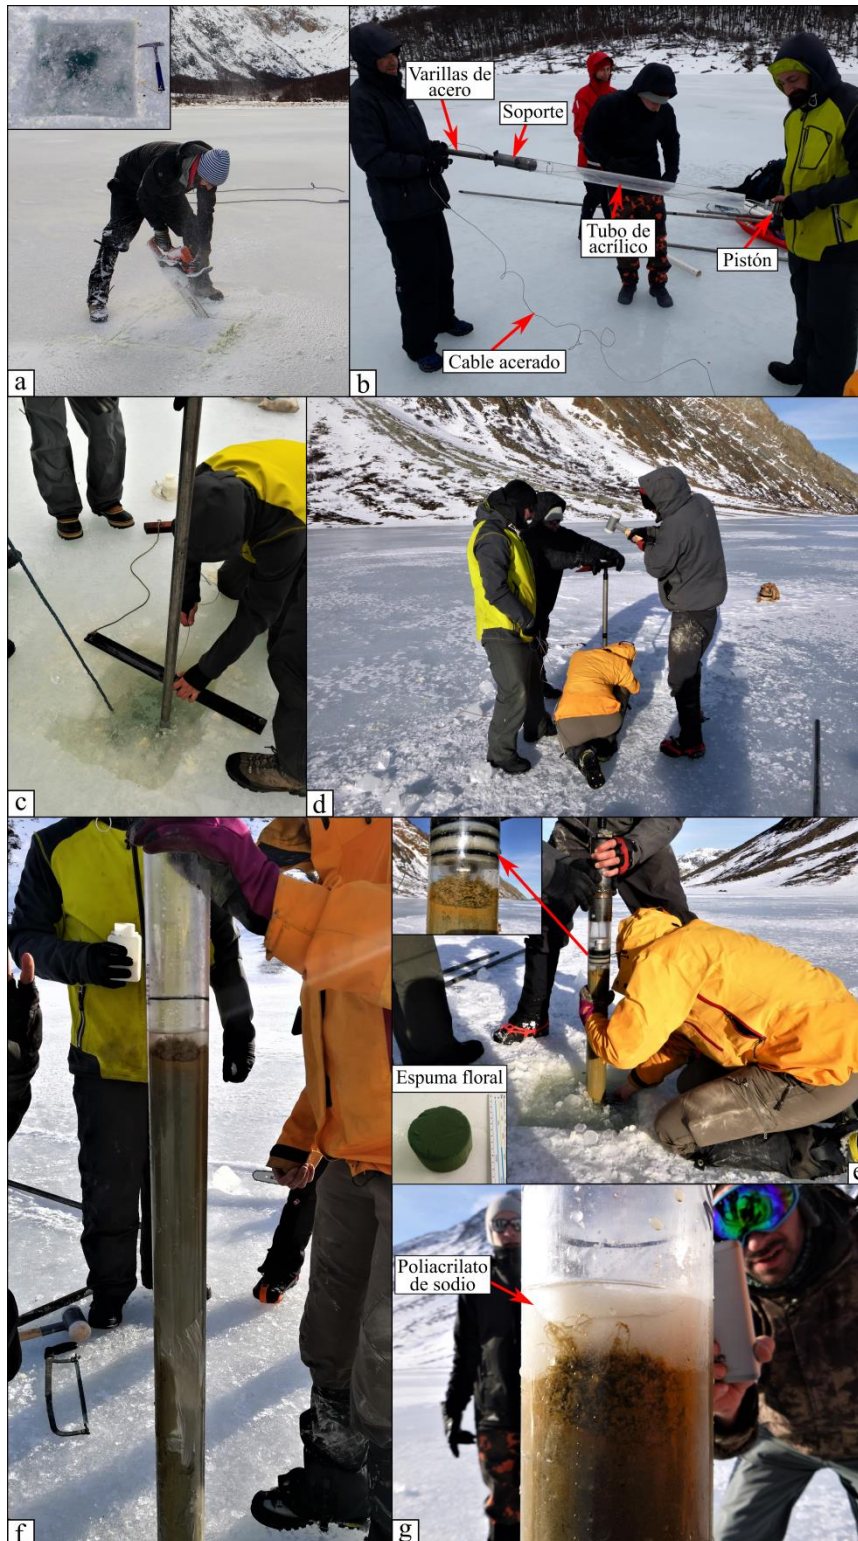 Varillas de
acero
Soporte
Tubo de
acrílico
Pistón
Cable acerado
a
b
c
d
Espuma floral
e
Poliacrilato
de sodio
f
g